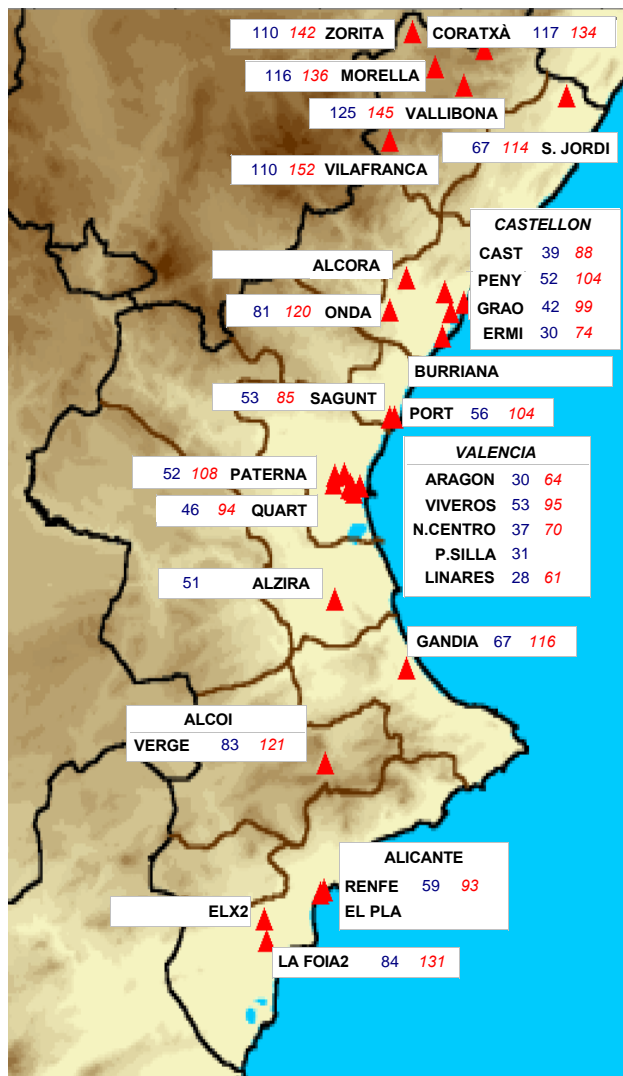 110 142 ZORITA
CORATXÀ 117 134
116 136 MORELLA
125 145 VALLIBONA
67 114 S. JORDI
110 152 VILAFRANCA
CASTELLON
CAST 39 88
PENY 52 104
GRAO 42 99
ERMI 30 74
ALCORA
81 120 ONDA
BURRIANA
53 85 SAGUNT
PORT 56 104
VALENCIA
ARAGON 30 64
VIVEROS 53 95
N.CENTRO 37 70
P.SILLA 31
LINARES 28 61
52 108 PATERNA
46 94 QUART
51 ALZIRA
GANDIA 67 116
ALCOI
VERGE 83 121
ALICANTE
RENFE 59 93
EL PLA
ELX2
LA FOIA2 84 131